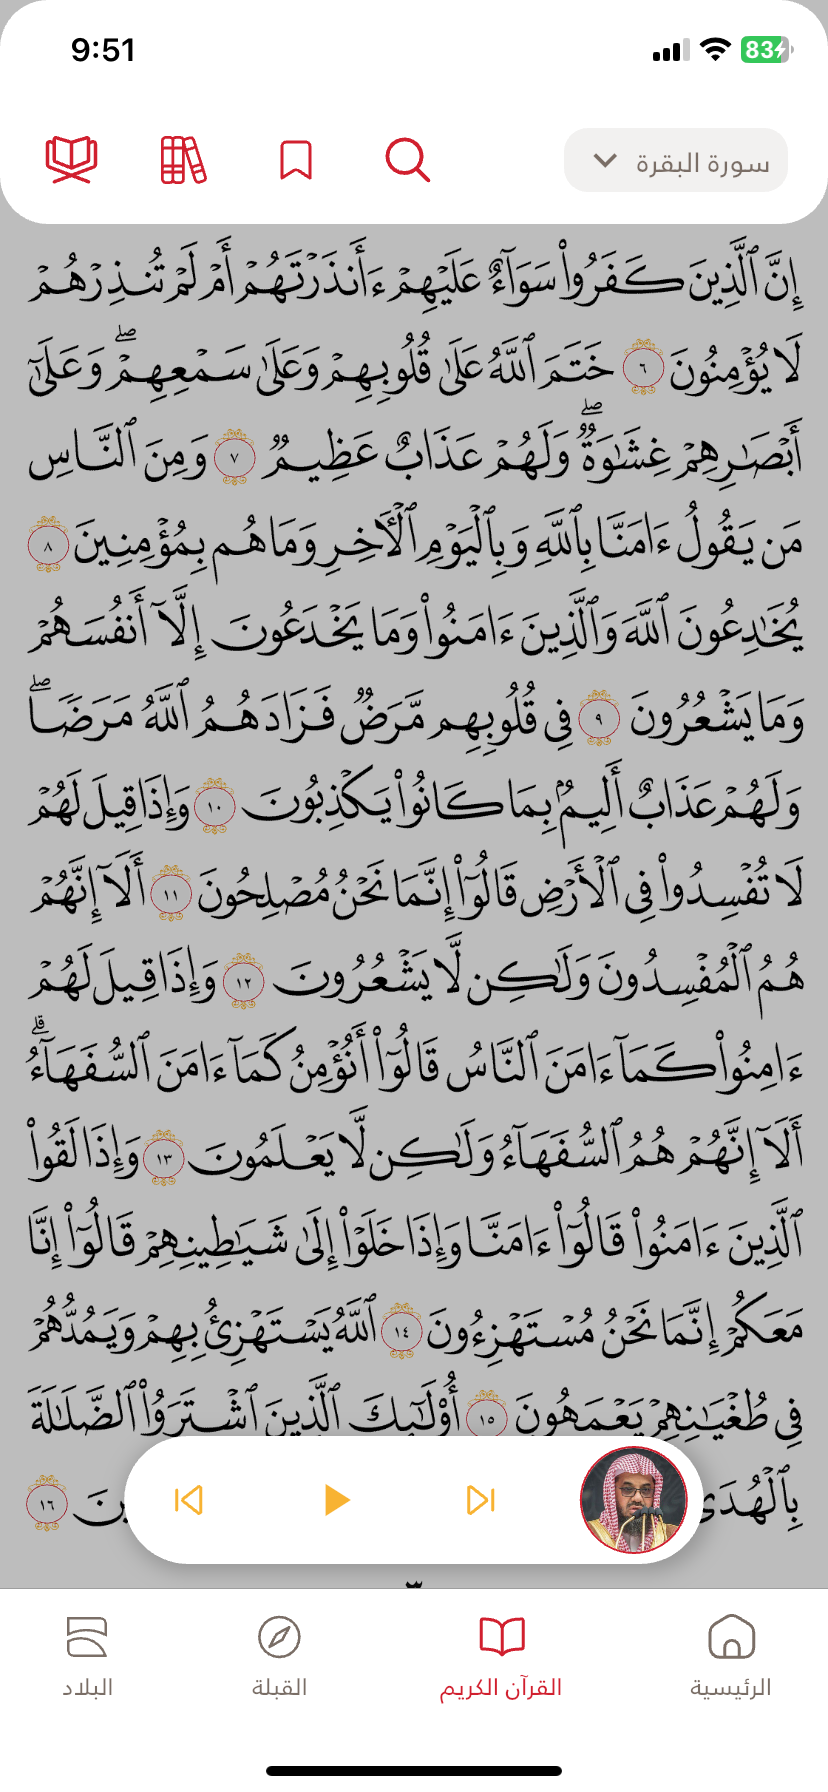 9:51
83
سورة البقرة
إِنَّ ٱلَّذِينَ كَفَرُوا۟ سَوَآءٌ عَلَيْهِمْ ءَأَنذَرْتَهُمْ أَمْ لَمْ تُنذِرْهُمْ
لَا يُؤْمِنُونَ ٦ خَتَمَ ٱللَّهُ عَلَىٰ قُلُوبِهِمْ وَعَلَىٰ سَمْعِهِمْ ۖ وَعَلَىٰٓ
أَبْصَـٰرِهِمْ غِشَـٰوَةٌ ۖ وَلَهُمْ عَذَابٌ عَظِيمٌ ٧ وَمِنَ ٱلنَّاسِ
مَن يَقُولُ ءَامَنَّا بِٱللَّهِ وَبِٱلْيَوْمِ ٱلْـَٔاخِرِ وَمَا هُم بِمُؤْمِنِينَ ٨
يُخَـٰدِعُونَ ٱللَّهَ وَٱلَّذِينَ ءَامَنُوا۟ وَمَا يَخْدَعُونَ إِلَّآ أَنفُسَهُمْ
وَمَا يَشْعُرُونَ ٩ فِى قُلُوبِهِم مَّرَضٌ فَزَادَهُمُ ٱللَّهُ مَرَضًا ۖ
وَلَهُمْ عَذَابٌ أَلِيمٌۢ بِمَا كَانُوا۟ يَكْذِبُونَ ١٠ وَإِذَا قِيلَ لَهُمْ
لَا تُفْسِدُوا۟ فِى ٱلْأَرْضِ قَالُوٓا۟ إِنَّمَا نَحْنُ مُصْلِحُونَ ١١ أَلَآ إِنَّهُمْ
هُمُ ٱلْمُفْسِدُونَ وَلَـٰكِن لَّا يَشْعُرُونَ ١٢ وَإِذَا قِيلَ لَهُمْ
ءَامِنُوا۟ كَمَآ ءَامَنَ ٱلنَّاسُ قَالُوٓا۟ أَنُؤْمِنُ كَمَآ ءَامَنَ ٱلسُّفَهَآءُ ۗ
أَلَآ إِنَّهُمْ هُمُ ٱلسُّفَهَآءُ وَلَـٰكِن لَّا يَعْلَمُونَ ١٣ وَإِذَا لَقُوا۟
ٱلَّذِينَ ءَامَنُوا۟ قَالُوٓا۟ ءَامَنَّا وَإِذَا خَلَوْا۟ إِلَىٰ شَيَـٰطِينِهِمْ قَالُوٓا۟ إِنَّا
مَعَكُمْ إِنَّمَا نَحْنُ مُسْتَهْزِءُونَ ١٤ ٱللَّهُ يَسْتَهْزِئُ بِهِمْ وَيَمُدُّهُمْ
فِى طُغْيَـٰنِهِمْ يَعْمَهُونَ ١٥ أُو۟لَـٰٓئِكَ ٱلَّذِينَ ٱشْتَرَوُا۟ ٱلضَّلَـٰلَةَ
بِٱلْهُدَىٰ ١٦
الرئيسية
القرآن الكريم
القبلة
البلاد